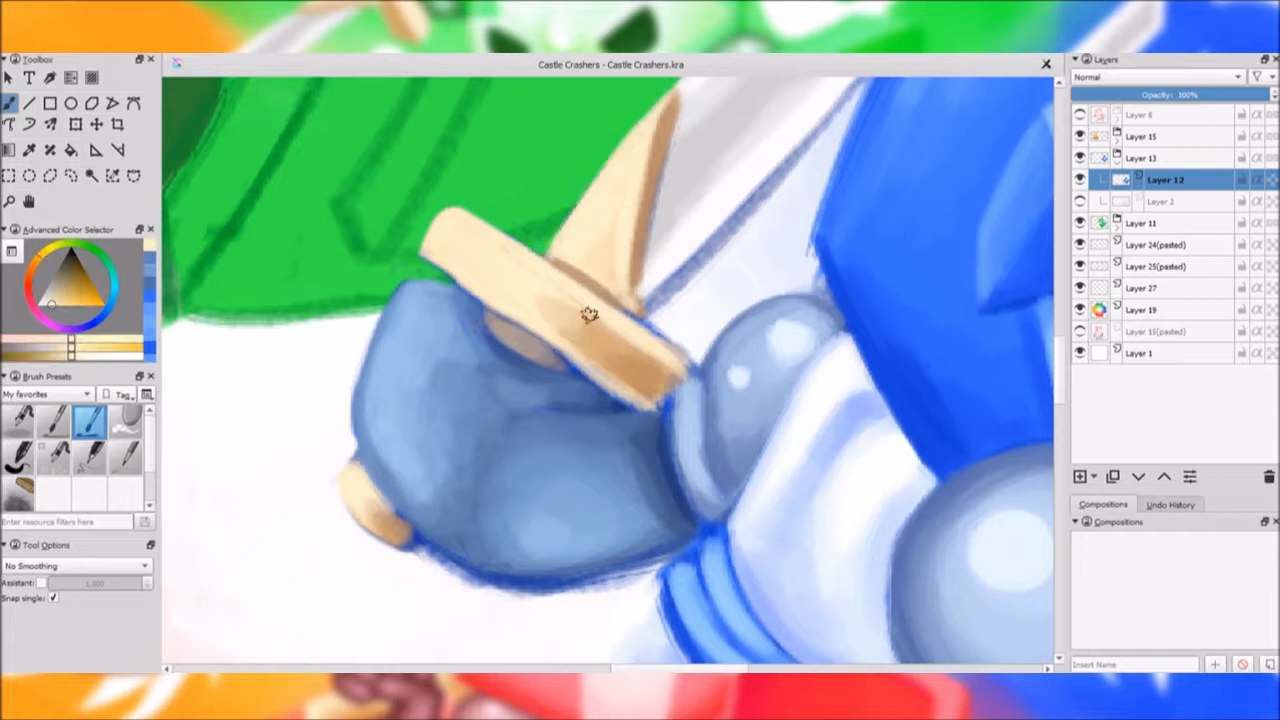 Toolbox
Castle Crashers - Castle Crashers.kra
Layers
Normal
Opacity: 100%
Layer 8
Layer 15
Layer 13
Layer 12
Layer 2
Layer 11
Layer 24(pasted)
Layer 25(pasted)
Layer 27
Layer 19
Layer 15(pasted)
Layer 1
Advanced Color Selector
Brush Presets
My favorites
Tag
Enter resource filters here
Tool Options
No Smoothing
Assistant:
1,000
Snap single:
Compositions
Undo History
Compositions
Insert Name